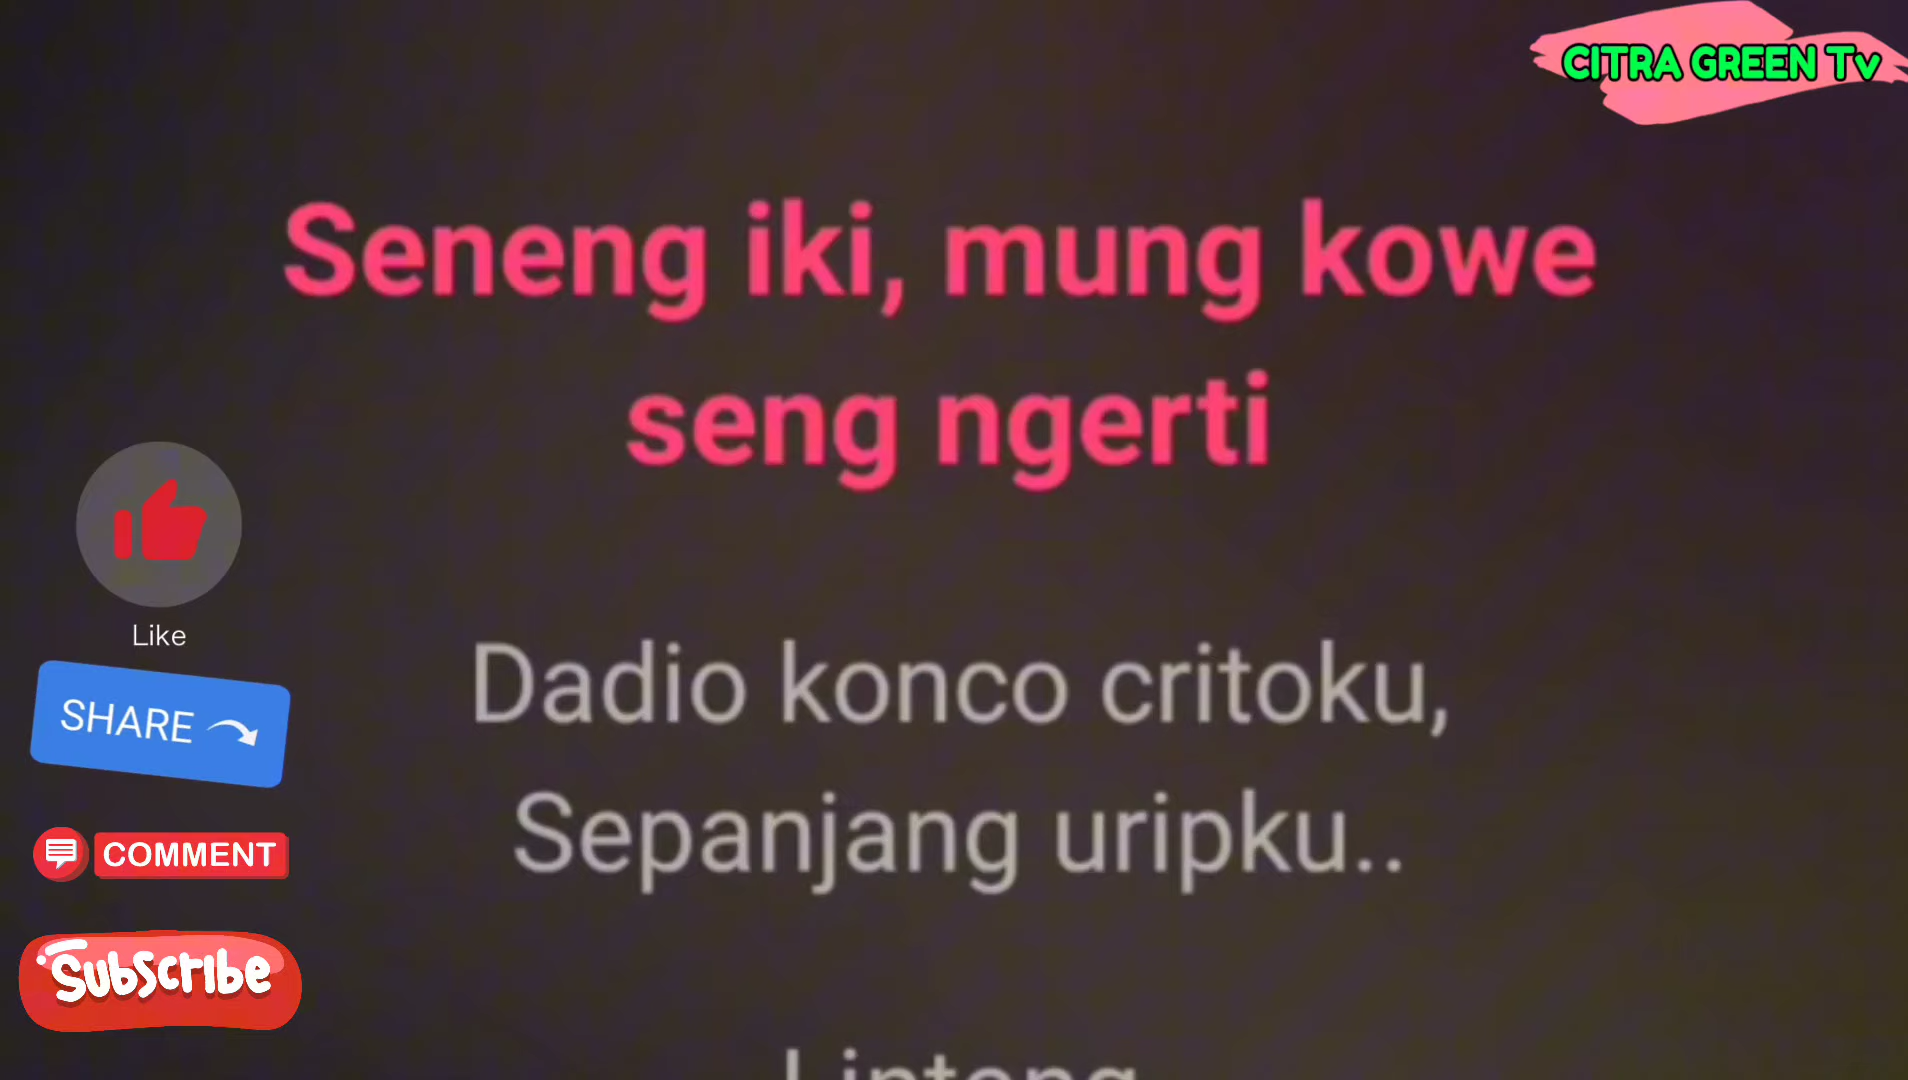 CITRA GREEN Tv
Seneng iki, mung kowe
seng ngerti
Like
Dadio konco critoku,
SHARE
Sepanjang uripku..
COMMENT
Subscribe